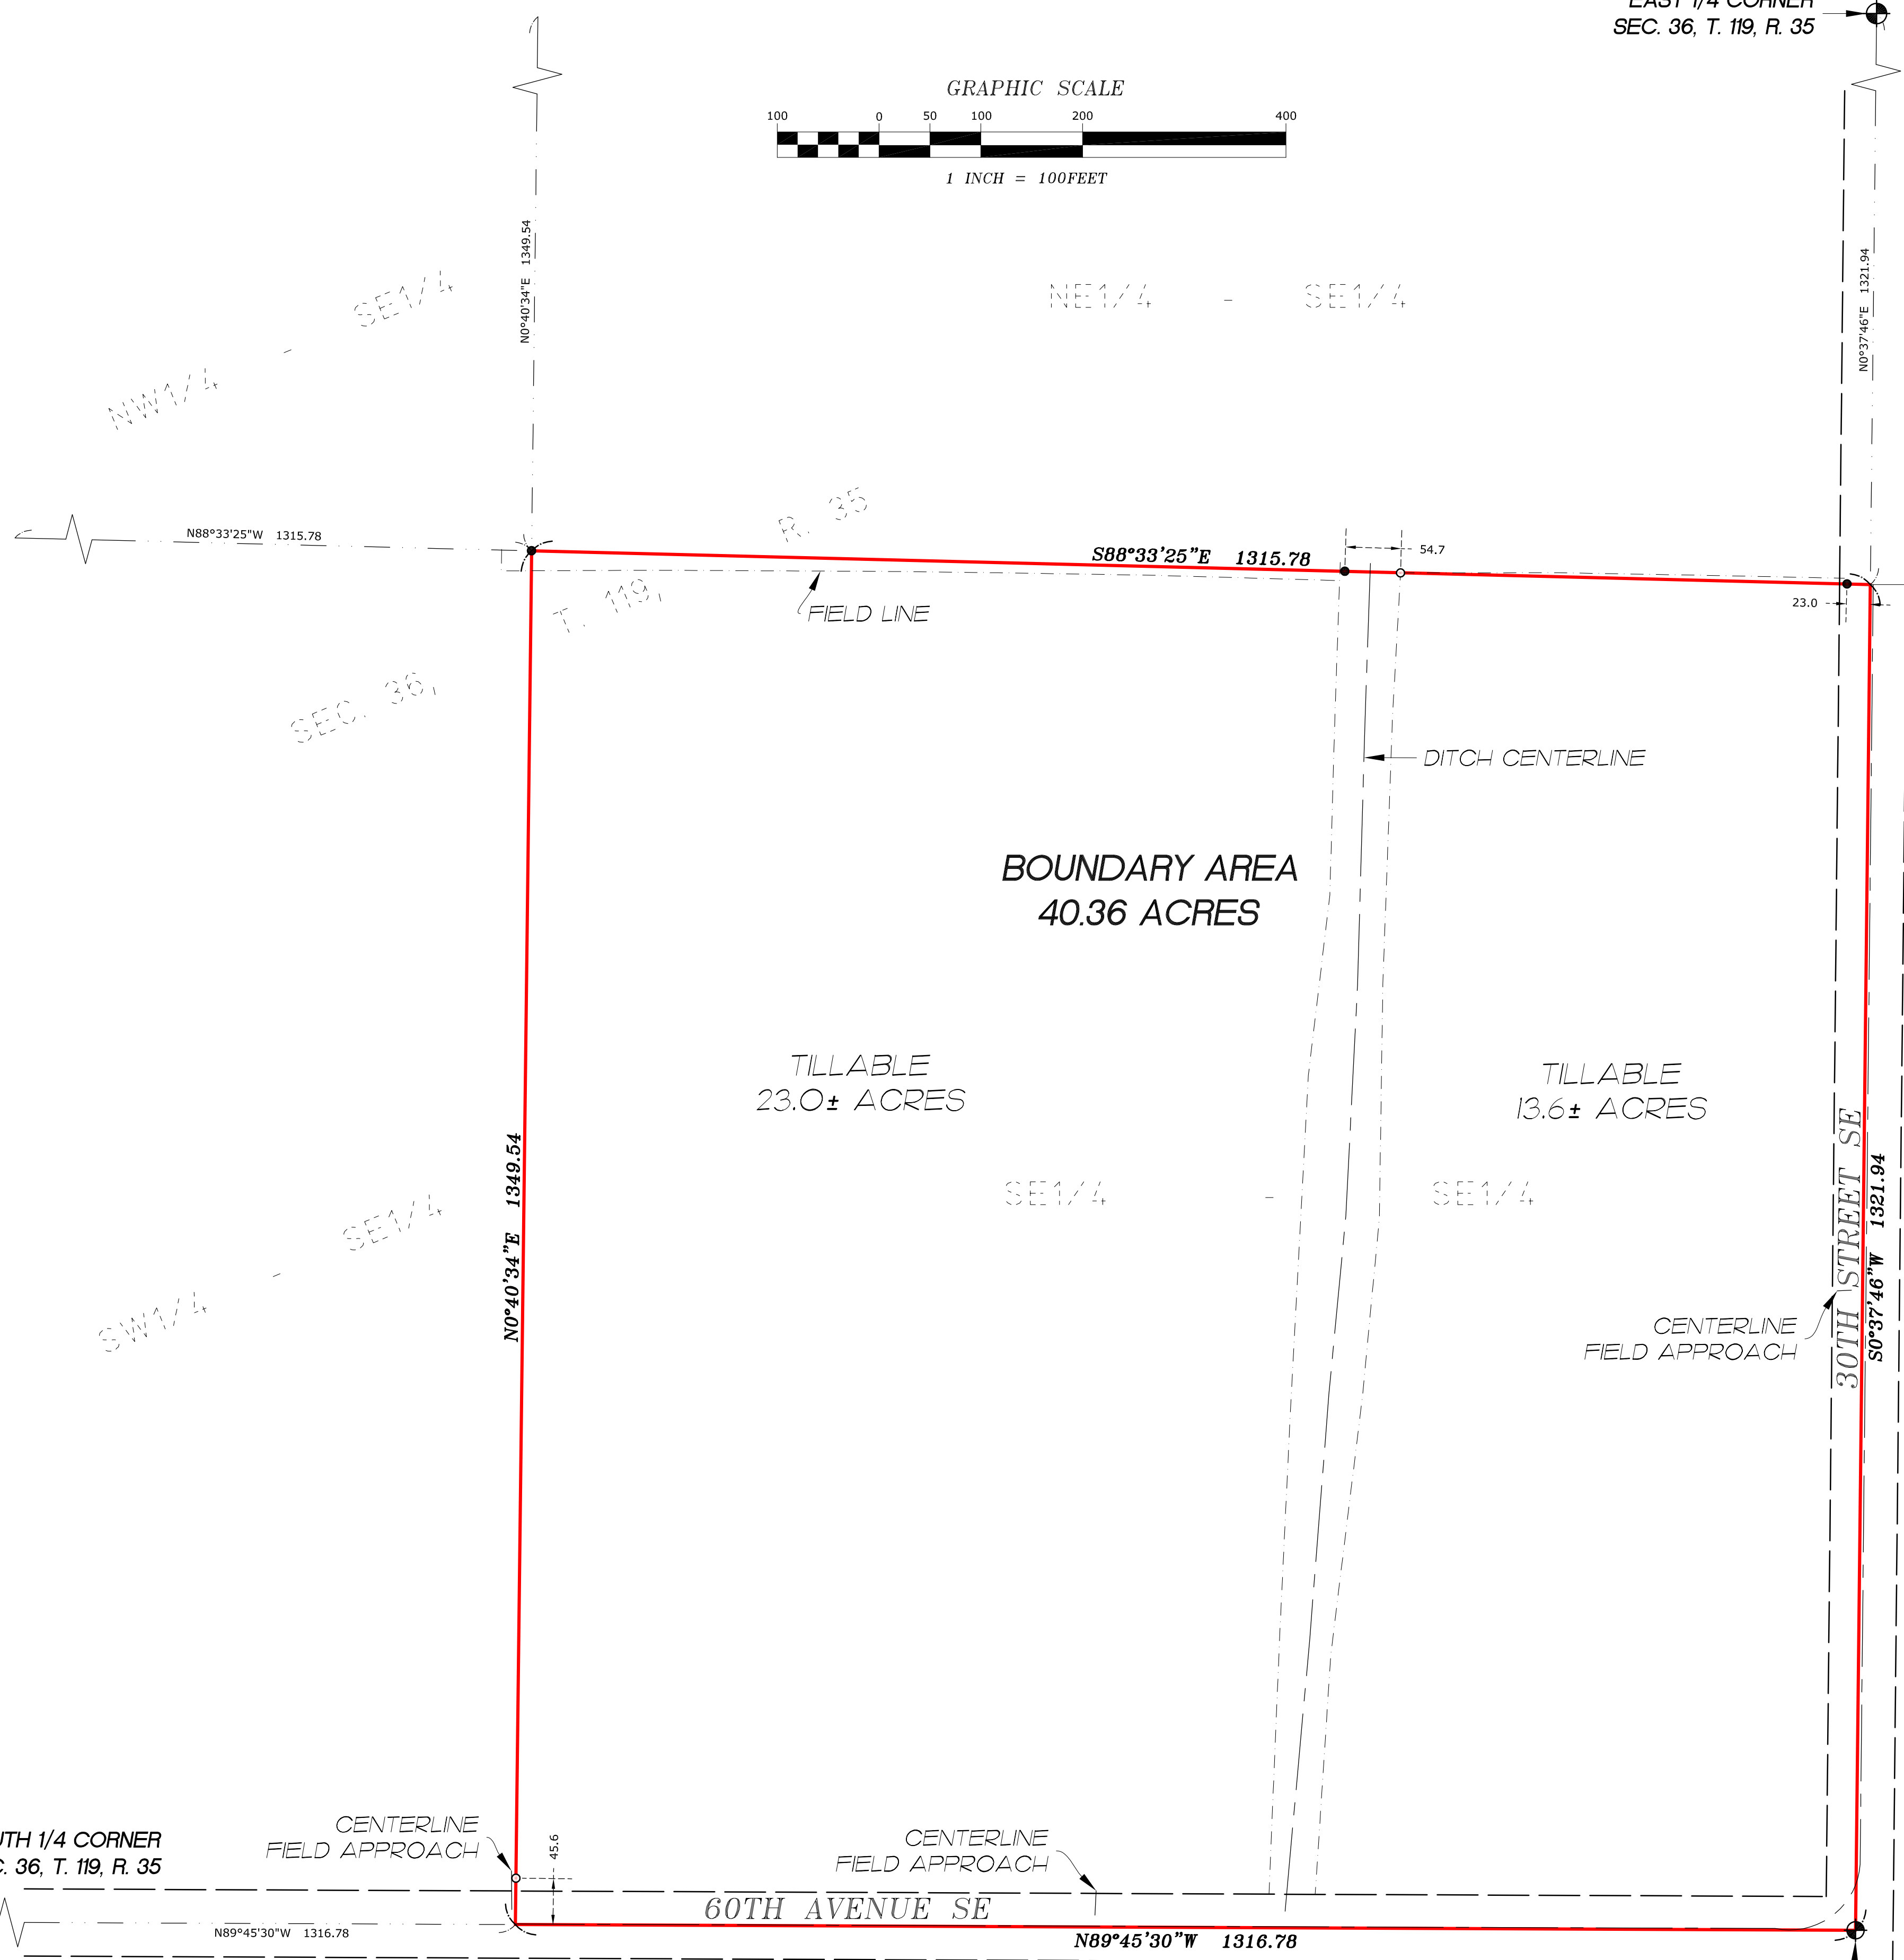 EAST 1/4 CORNER
SEC. 36, T. 119, R. 35
GRAPHIC SCALE
100 0 50 100 200 400
1 INCH = 100FEET
N0°40'34"E 1349.54
N0°37'46"E 1321.94
NW1/4 - SE1/4
NE1/4 - SE1/4
N88°33'25"W 1315.78
SEC. 36, T. 119, R. 35
S88°33'25"E 1315.78
54.7
23.0
FIELD LINE
DITCH CENTERLINE
BOUNDARY AREA
40.36 ACRES
TILLABLE
23.0± ACRES
TILLABLE
13.6± ACRES
N0°40'34"E 1349.54
SE1/4 - SE1/4
SW1/4 - SE1/4
30TH STREET SE
S0°37'46"W 1321.94
CENTERLINE
FIELD APPROACH
1/4 CORNER
36, T. 119, R. 35
CENTERLINE
FIELD APPROACH
45.6
CENTERLINE
FIELD APPROACH
60TH AVENUE SE
N89°45'30"W 1316.78
N89°45'30"W 1316.78